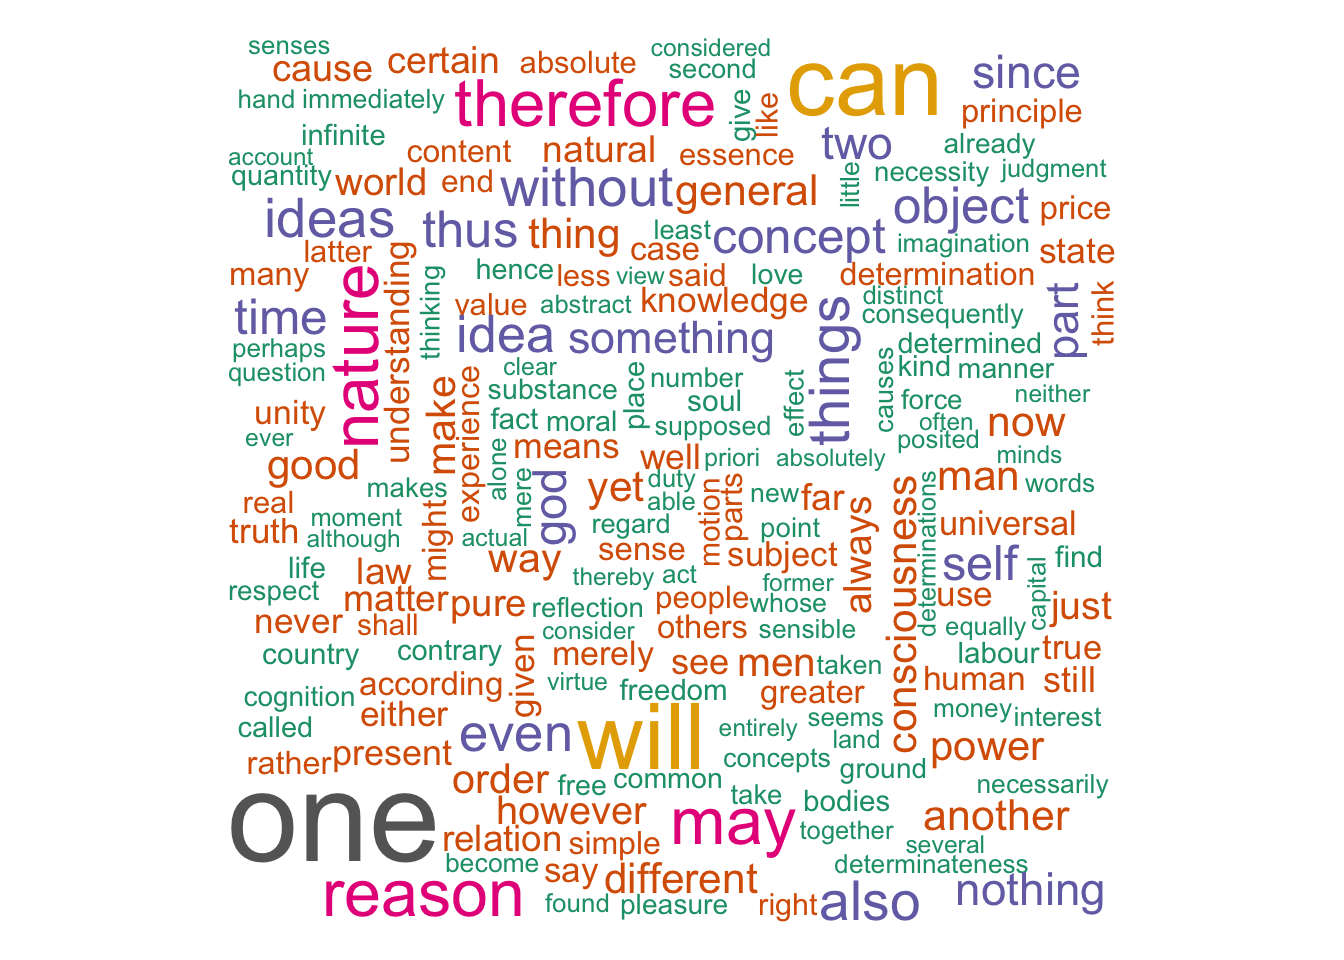 senses
considered
cause certain absolute second can since
hand immediately therefore give like principle
infinite two already
account content natural essence
quantity world end without general little necessity judgment
ideas thus thing least concept object price
latter case imagination state
many nature understanding thinking hence less view said love determination
value abstract knowledge things distinct part think
time idea something consequently
perhaps determined
question clear substance place number effect causes kind manner
unity make experience fact moral soul force neither
supposed often now
ever means posited
good alone well priori absolutely minds
makes mere god yet duty able motion parts new far always consciousness determinations man words
real might
truth moment regard point universal
although actual sense subject
life law way thereby act former self capital find
respect matter pure reflection people whose use just
never shall consider others sensible equally
country contrary given merely see men taken labour true
cognition according virtue freedom greater human still
called either even will entirely seems money interest
rather present land power
order free common concepts ground necessarily
one however take bodies another
relation simple may together
become several
say different determinateness
reason found pleasure right also nothing